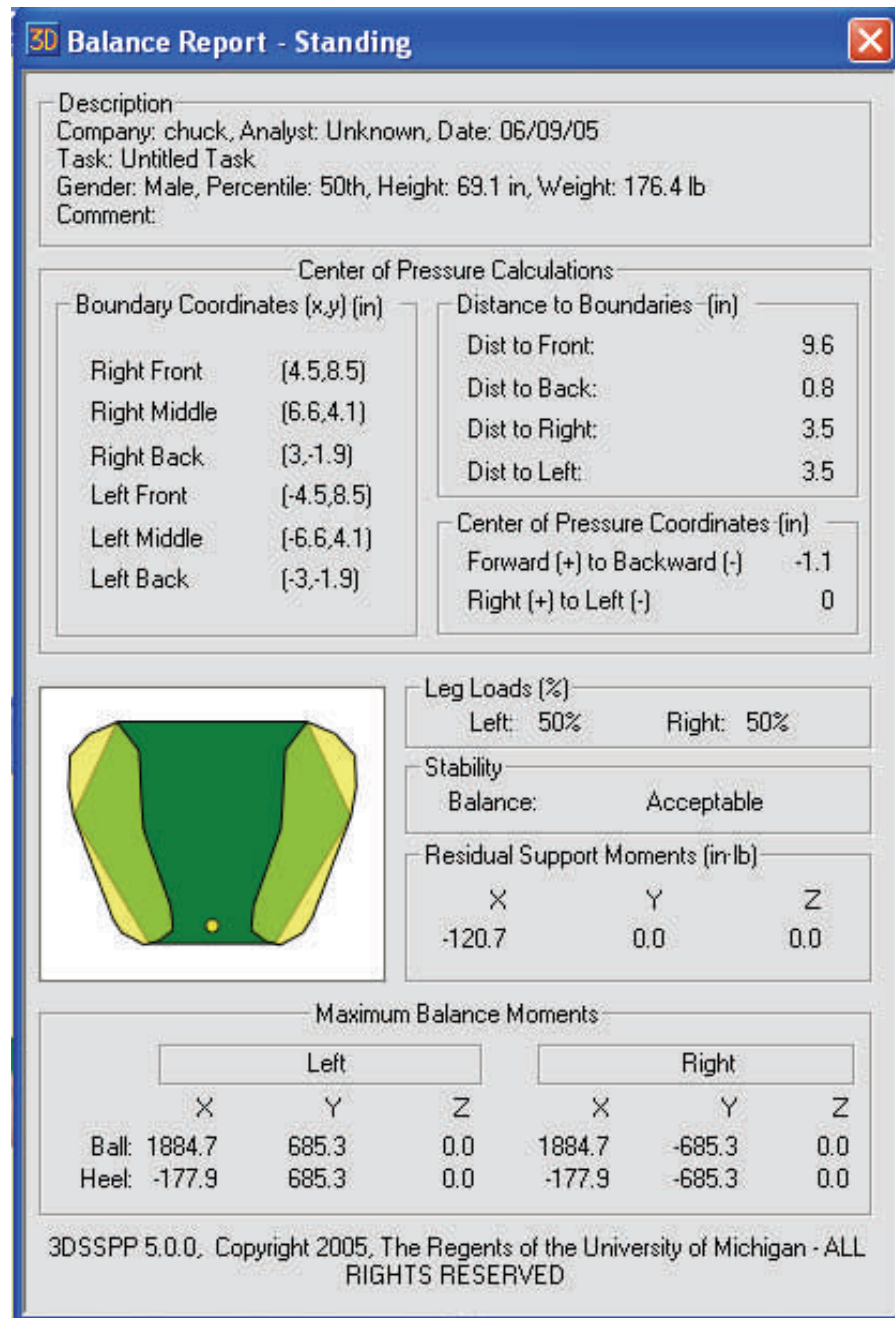 3D Balance Report - Standing
Description
Company: chuck, Analyst: Unknown, Date: 06/09/05
Task: Untitled Task
Gender: Male, Percentile: 50th, Height: 69.1 in, Weight: 176.4 lb
Comment:
Center of Pressure Calculations
Boundary Coordinates (x,y) (in)
Right Front (4.5,8.5)
Right Middle (6.6,4.1)
Right Back (3,-1.9)
Left Front (-4.5,8.5)
Left Middle (-6.6,4.1)
Left Back (-3,-1.9)
Distance to Boundaries (in)
Dist to Front: 9.6
Dist to Back: 0.8
Dist to Right: 3.5
Dist to Left: 3.5
Center of Pressure Coordinates (in)
Forward (+) to Backward (-) -1.1
Right (+) to Left (-) 0
Leg Loads (%)
Left: 50% Right: 50%
Stability
Balance: Acceptable
Residual Support Moments (in·lb)
X Y Z
-120.7 0.0 0.0
Maximum Balance Moments
Left Right
X Y Z X Y Z
Ball: 1884.7 685.3 0.0 1884.7 -685.3 0.0
Heel: -177.9 685.3 0.0 -177.9 -685.3 0.0
3DSSPP 5.0.0, Copyright 2005, The Regents of the University of Michigan - ALL
RIGHTS RESERVED